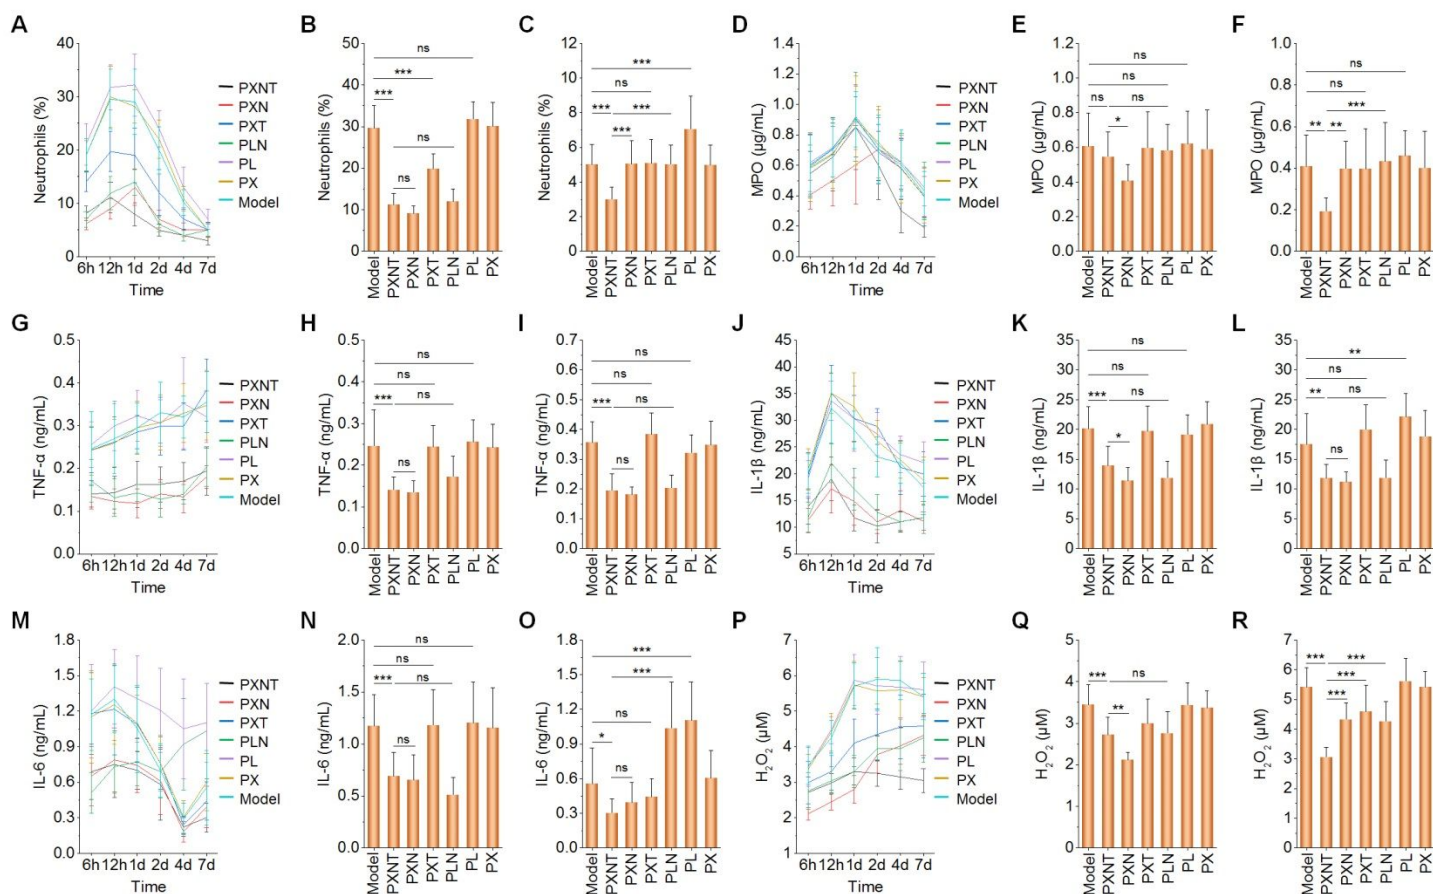 A
Neutrophils (%)
40
30
20
10
0
6h 12h 1d 2d 4d 7d
Time
PXNT
PXN
PXT
PLN
PL
PX
Model
B
Neutrophils (%)
50
40
30
20
10
0
ns
***
***
ns
ns
Model PXNT PXN PXT PLN PL PX
C
Neutrophils (%)
12
10
8
6
4
2
0
***
ns
*** ***
***
Model PXNT PXN PXT PLN PL PX
D
MPO (µg/mL)
1.4
1.2
1.0
0.8
0.6
0.4
0.2
0.0
6h 12h 1d 2d 4d 7d
Time
PXNT
PXN
PXT
PLN
PL
PX
Model
E
MPO (µg/mL)
1.0
0.8
0.6
0.4
0.2
0.0
ns
ns
ns ns
*
Model PXNT PXN PXT PLN PL PX
F
MPO (µg/mL)
1.0
0.8
0.6
0.4
0.2
0.0
ns
ns
***
** **
Model PXNT PXN PXT PLN PL PX
G
TNF-α (ng/mL)
0.5
0.4
0.3
0.2
0.1
0.0
6h 12h 1d 2d 4d 7d
Time
PXNT
PXN
PXT
PLN
PL
PX
Model
H
TNF-α (ng/mL)
0.5
0.4
0.3
0.2
0.1
0.0
ns
ns
*** ns
ns
Model PXNT PXN PXT PLN PL PX
I
TNF-α (ng/mL)
0.7
0.6
0.5
0.4
0.3
0.2
0.1
0.0
ns
ns
*** ns
ns
Model PXNT PXN PXT PLN PL PX
J
IL-1β (ng/mL)
45
40
35
30
25
20
15
10
5
6h 12h 1d 2d 4d 7d
Time
PXNT
PXN
PXT
PLN
PL
PX
Model
K
IL-1β (ng/mL)
35
30
25
20
15
10
5
0
ns
ns
*** ns
*
Model PXNT PXN PXT PLN PL PX
L
IL-1β (ng/mL)
35
30
25
20
15
10
5
0
**
ns
** ns
ns
Model PXNT PXN PXT PLN PL PX
M
IL-6 (ng/mL)
1.8
1.5
1.2
0.9
0.6
0.3
0.0
6h 12h 1d 2d 4d 7d
Time
PXNT
PXN
PXT
PLN
PL
PX
Model
N
IL-6 (ng/mL)
2.0
1.5
1.0
0.5
0.0
ns
ns
*** ns
ns
Model PXNT PXN PXT PLN PL PX
O
IL-6 (ng/mL)
1.8
1.5
1.2
0.9
0.6
0.3
0.0
***
***
ns
*
ns
Model PXNT PXN PXT PLN PL PX
P
H₂O₂ (µM)
7
6
5
4
3
2
1
6h 12h 1d 2d 4d 7d
Time
PXNT
PXN
PXT
PLN
PL
PX
Model
Q
H₂O₂ (µM)
5
4
3
2
1
0
*** ns
**
Model PXNT PXN PXT PLN PL PX
R
H₂O₂ (µM)
8
7
6
5
4
3
2
1
0
*** ***
***
***
Model PXNT PXN PXT PLN PL PX